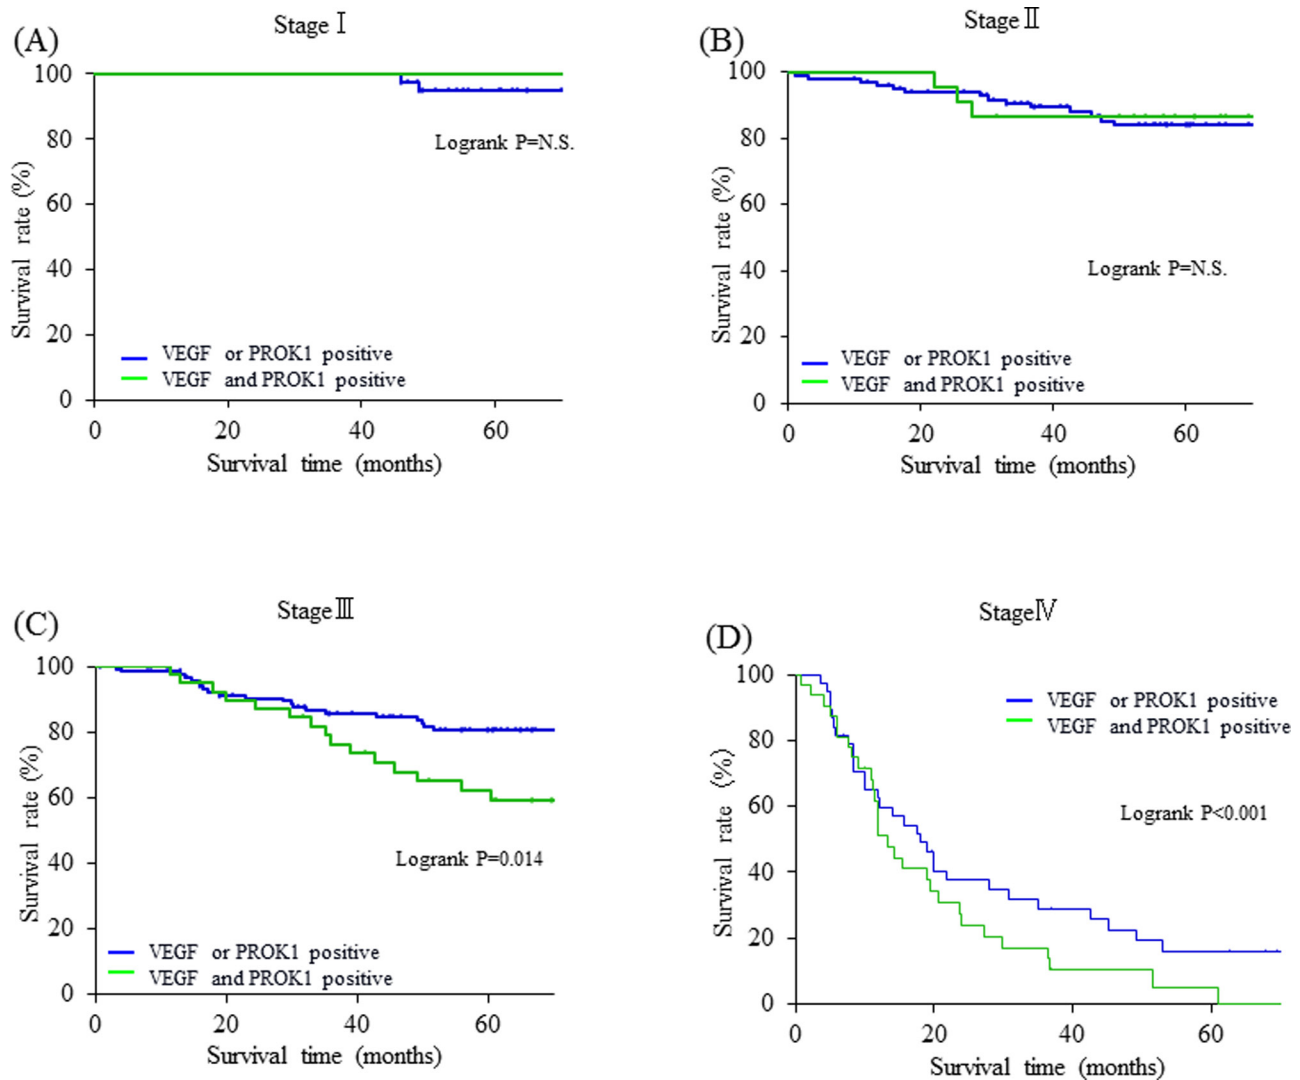 (A)
Stage Ⅰ
100
80
60
40
20
0
Survival rate (%)
Logrank P=N.S.
VEGF or PROK1 positive
VEGF and PROK1 positive
0 20 40 60
Survival time (months)
(B)
Stage Ⅱ
100
80
60
40
20
0
Survival rate (%)
Logrank P=N.S.
VEGF or PROK1 positive
VEGF and PROK1 positive
0 20 40 60
Survival time (months)
(C)
Stage Ⅲ
100
80
60
40
20
0
Survival rate (%)
Logrank P=0.014
VEGF or PROK1 positive
VEGF and PROK1 positive
0 20 40 60
Survival time (months)
(D)
StageⅣ
100
80
60
40
20
0
Survival rate (%)
VEGF or PROK1 positive
VEGF and PROK1 positive
Logrank P<0.001
0 20 40 60
Survival time (months)